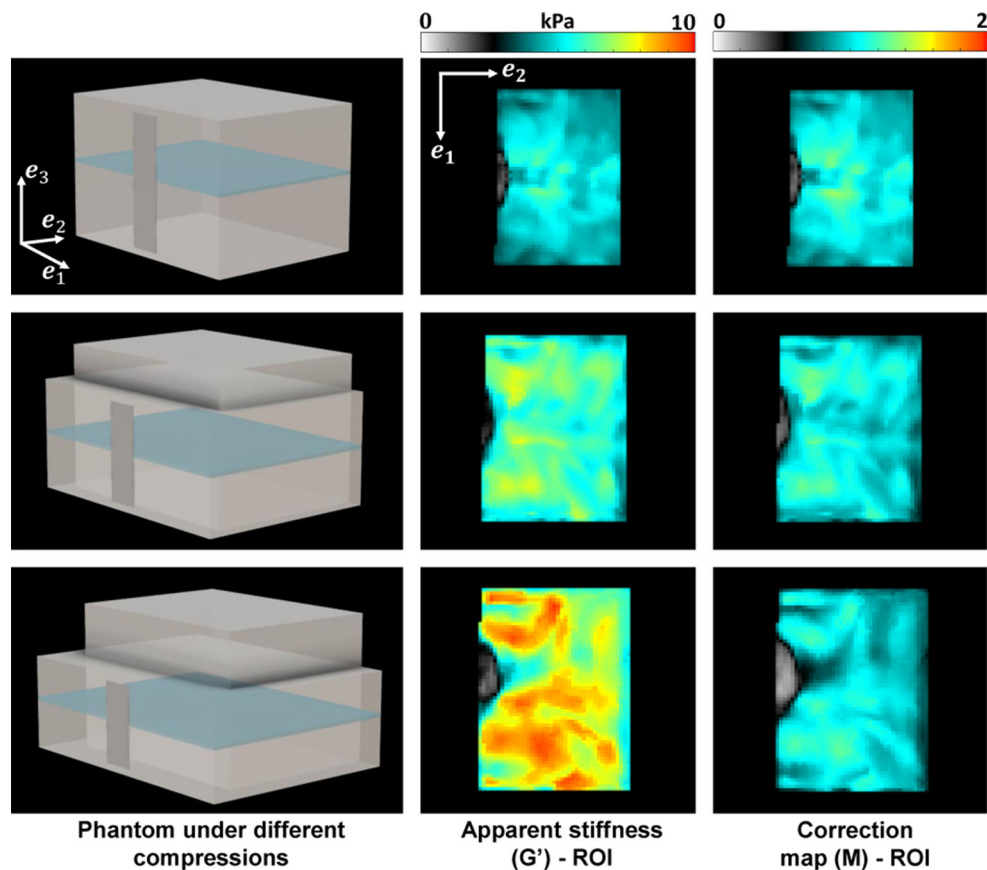 0 kPa 10
0 2
e₃
e₂
e₁
e₂
e₁
Phantom under different
compressions
Apparent stiffness
(G') - ROI
Correction
map (M) - ROI